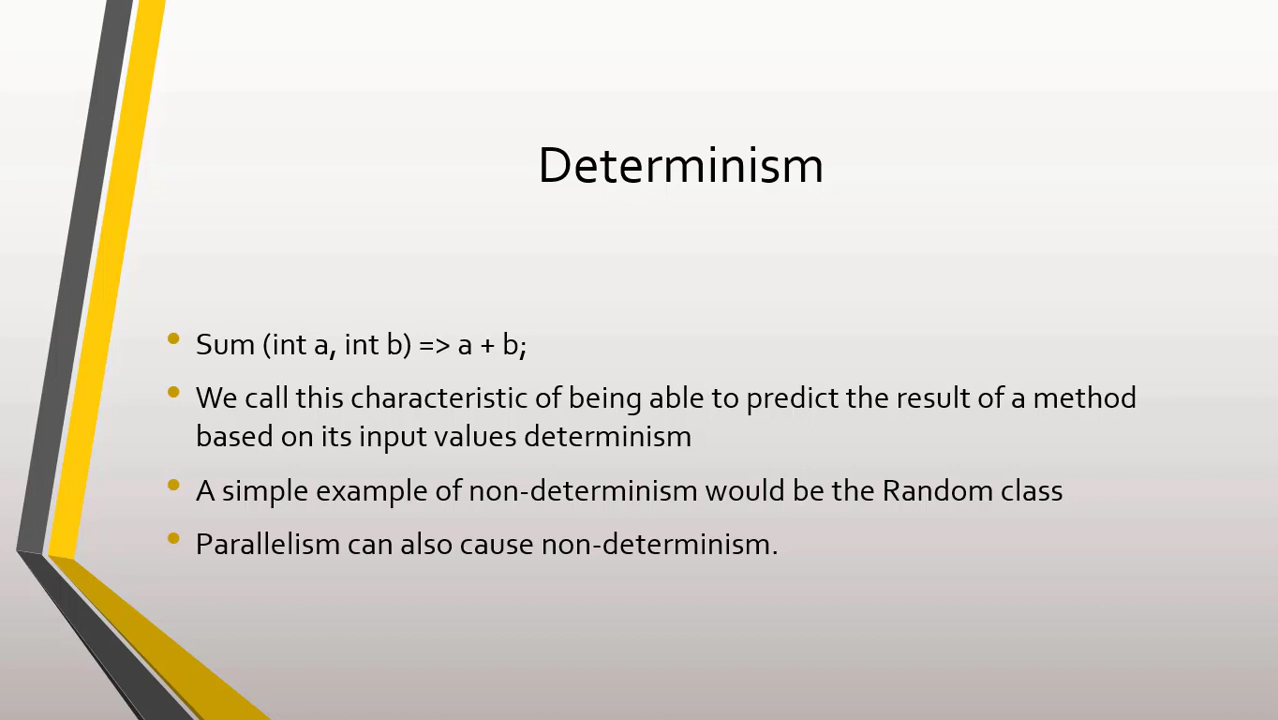 Determinism
Sum (int a, int b) => a + b;
We call this characteristic of being able to predict the result of a method
based on its input values determinism
A simple example of non-determinism would be the Random class
Parallelism can also cause non-determinism.